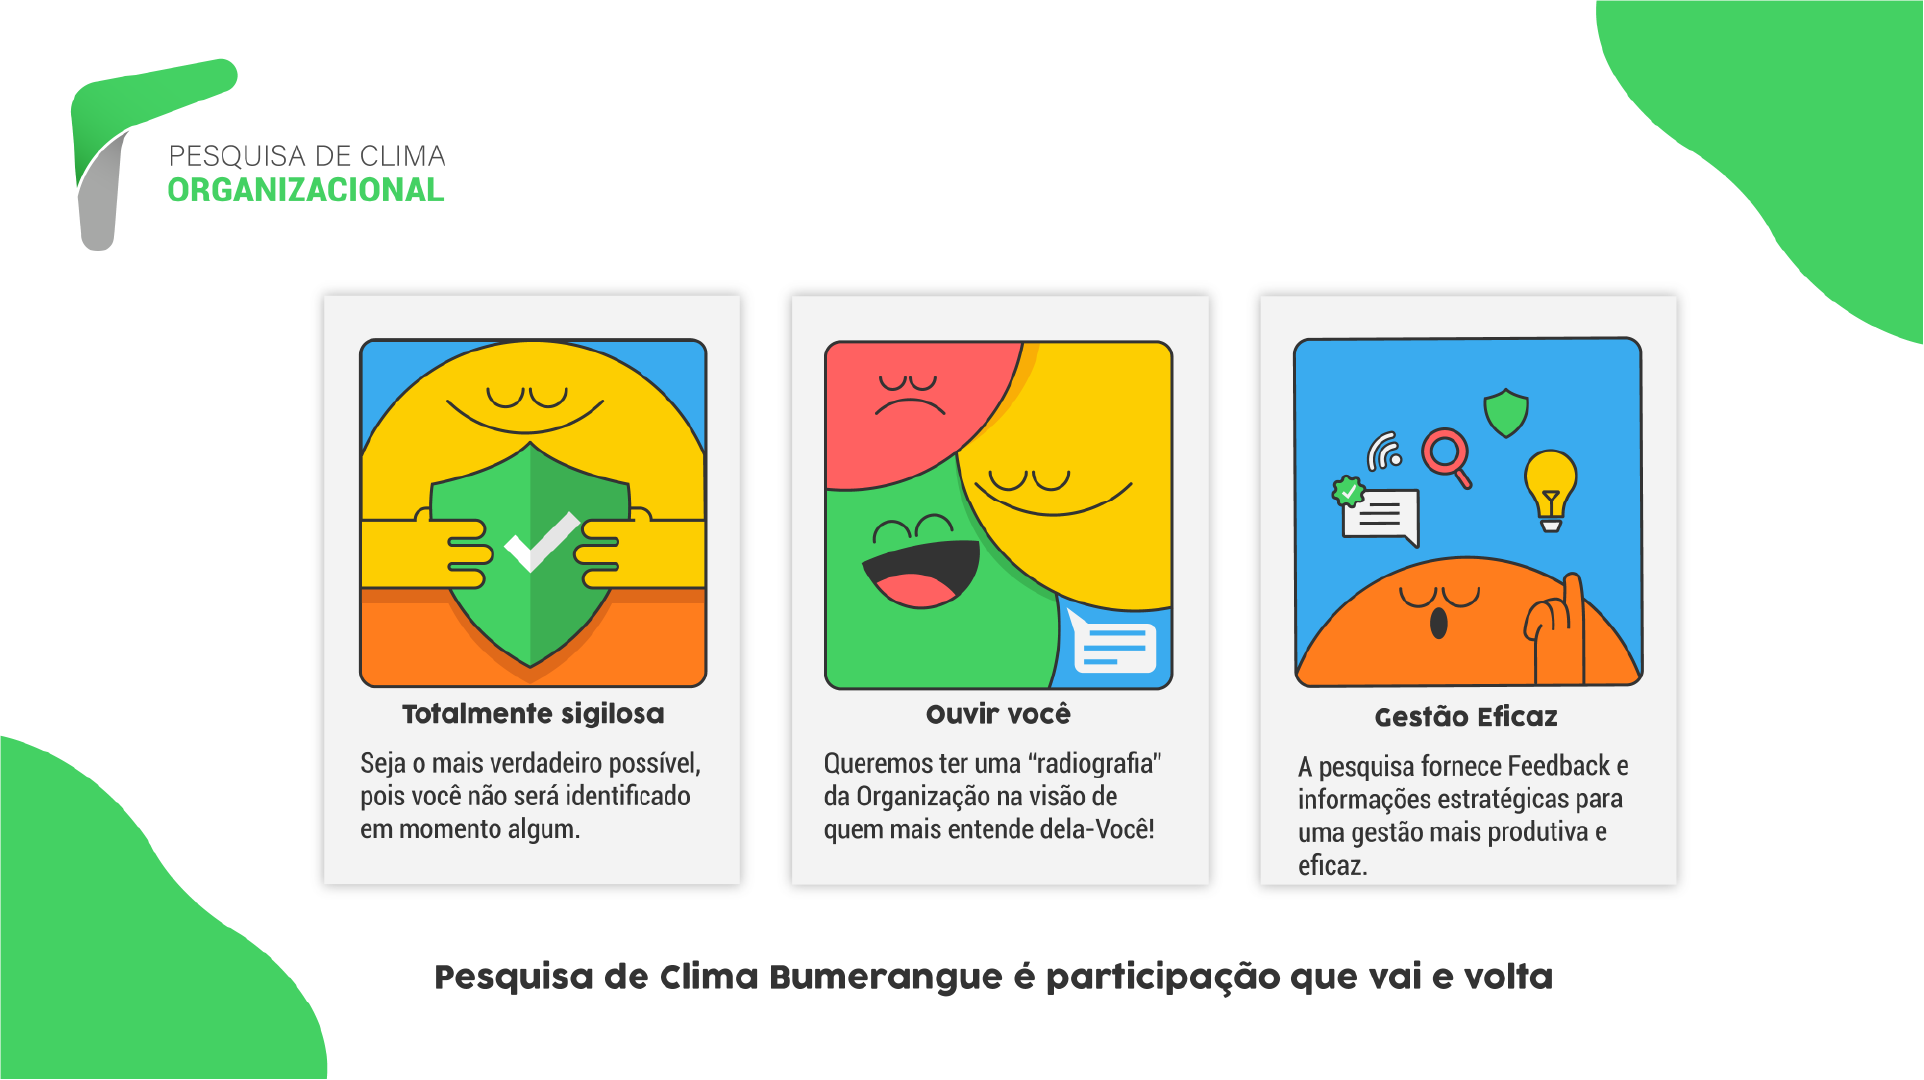 PESQUISA DE CLIMA
ORGANIZACIONAL
Totalmente sigilosa
Seja o mais verdadeiro possível,
pois você não será identificado
em momento algum.
Ouvir você
Queremos ter uma “radiografia”
da Organização na visão de
quem mais entende dela-Você!
Gestão Eficaz
A pesquisa fornece Feedback e
informações estratégicas para
uma gestão mais produtiva e
eficaz.
Pesquisa de Clima Bumerangue é participação que vai e volta